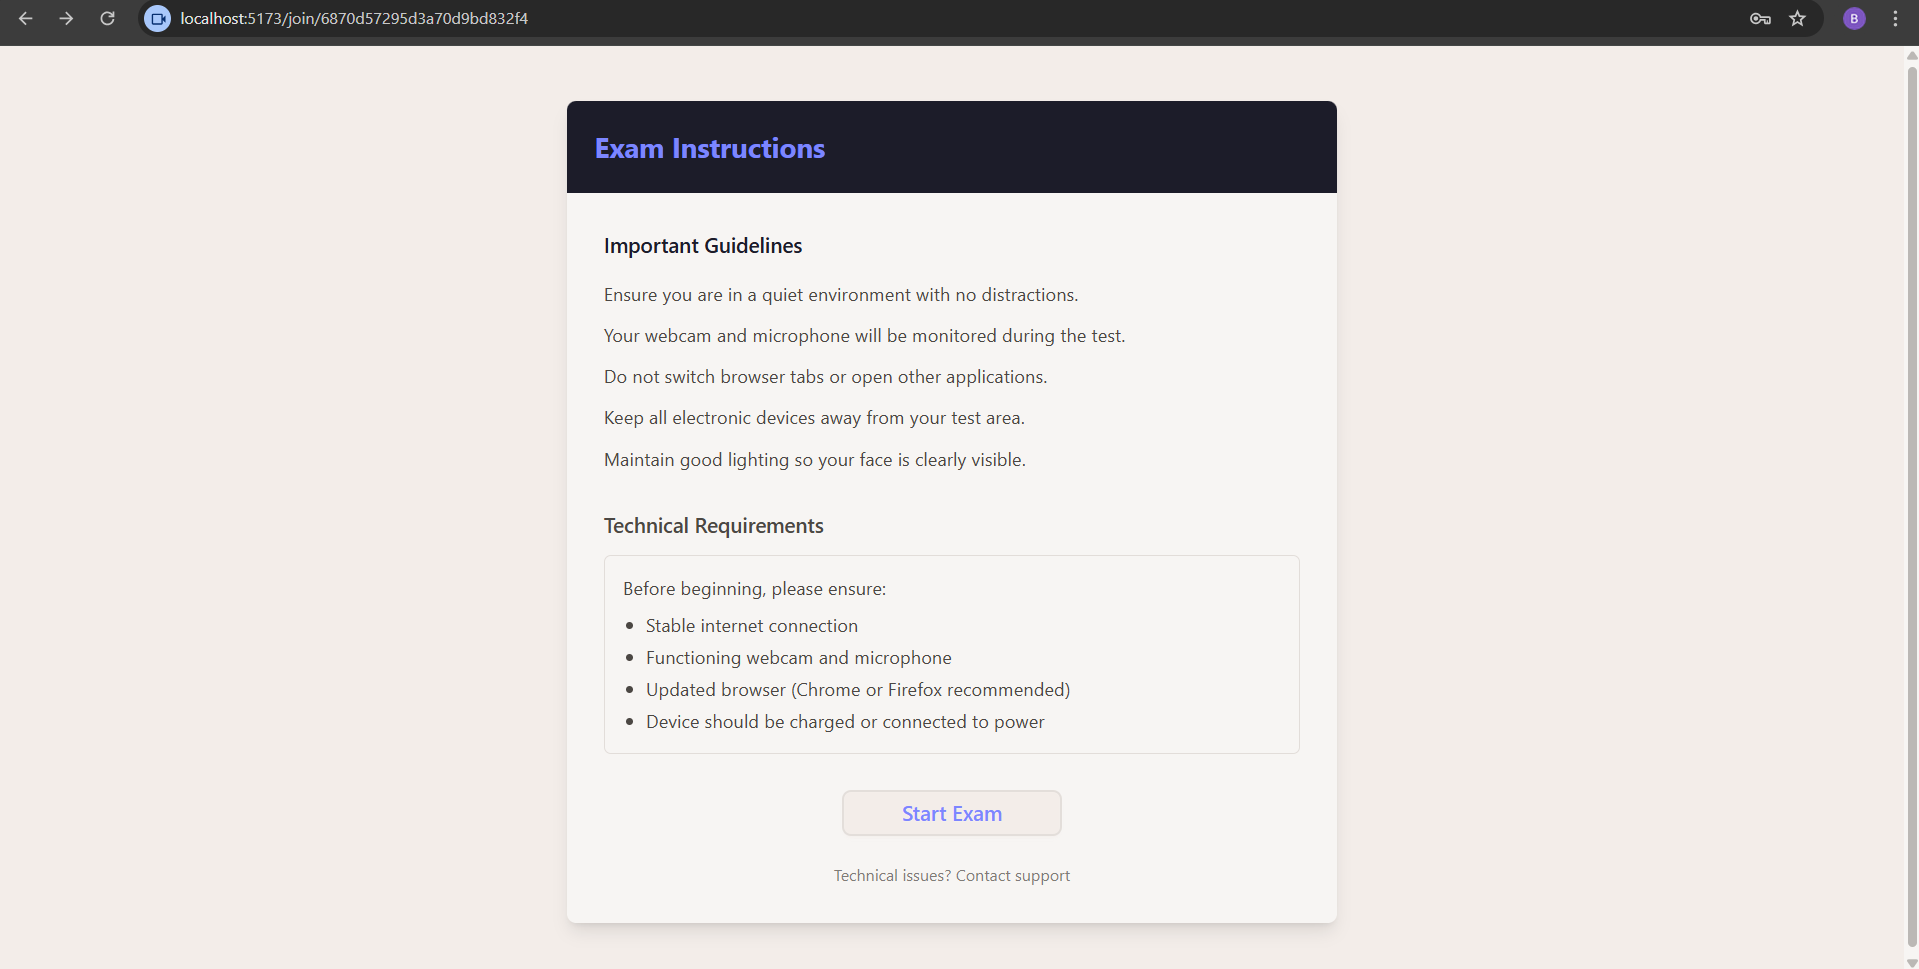 localhost:5173/join/6870d57295d3a70d9bd832f4
B
Exam Instructions
Important Guidelines
Ensure you are in a quiet environment with no distractions.
Your webcam and microphone will be monitored during the test.
Do not switch browser tabs or open other applications.
Keep all electronic devices away from your test area.
Maintain good lighting so your face is clearly visible.
Technical Requirements
Before beginning, please ensure:
• Stable internet connection
• Functioning webcam and microphone
• Updated browser (Chrome or Firefox recommended)
• Device should be charged or connected to power
Start Exam
Technical issues? Contact support